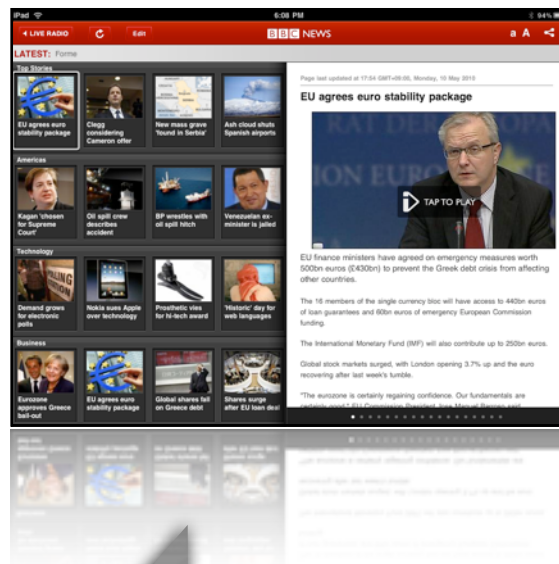 iPad
6:08 PM
94%
LIVE RADIO
Edit
BBC NEWS
a A
LATEST: Forme
Top Stories
EU agrees euro
stability package
Clegg
considering
Cameron offer
New mass grave
'found in Serbia'
Ash cloud shuts
Spanish airports
Americas
Kagan 'chosen
for Supreme
Court'
Oil spill crew
describes
accident
BP wrestles with
oil spill hitch
Venezuelan ex-
minister is jailed
Technology
Demand grows
for electronic
polls
Nokia sues Apple
over technology
Prosthetic vies
for hi-tech award
'Historic' day for
web languages
Business
Eurozone
approves Greece
bail-out
EU agrees euro
stability package
Global shares fall
on Greece debt
Shares surge
after EU loan deal
Page last updated at 17:54 GMT+08:00, Monday, 10 May 2010
EU agrees euro stability package
TAP TO PLAY
EU finance ministers have agreed on emergency measures worth
500bn euros (£430bn) to prevent the Greek debt crisis from affecting
other countries.
The 16 members of the single currency bloc will have access to 440bn euros
of loan guarantees and 60bn euros of emergency European Commission
funding.
The International Monetary Fund (IMF) will also contribute up to 250bn euros.
Global stock markets surged, with London opening 3.7% up and the euro
recovering after last week's tumble.
"The eurozone is certainly regaining confidence. Our fundamentals are
certainly good," EU Commission President Jose Manuel Barroso said